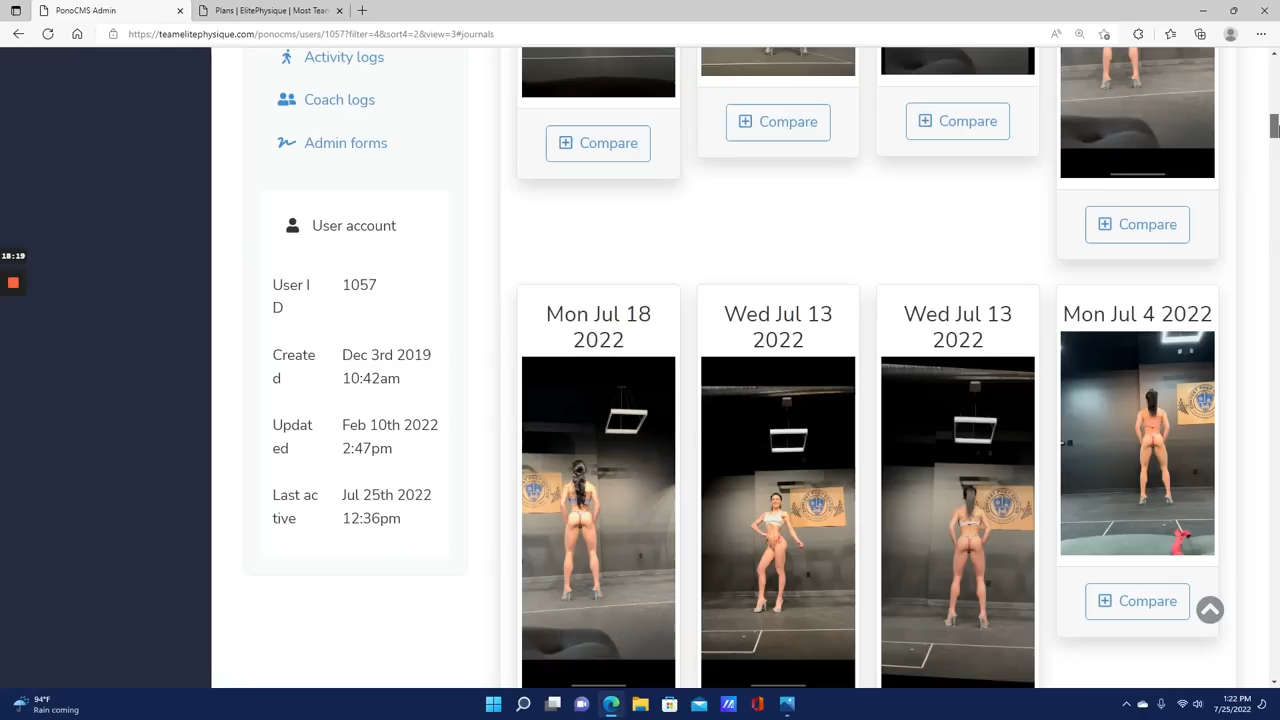 PonoCMS Admin
Plans | ElitePhysique | Most Team
https://teamelitephysique.com/ponocms/users/1057?filter=4&sort4=2&view=3#journals
Activity logs
Coach logs
Admin forms
User account
User I
D
1057
Create
d
Dec 3rd 2019
10:42am
Updat
ed
Feb 10th 2022
2:47pm
Last ac
tive
Jul 25th 2022
12:36pm
Compare
Compare
Compare
Compare
Mon Jul 18
2022
Wed Jul 13
2022
Wed Jul 13
2022
Mon Jul 4 2022
Compare
18:19
94°F
Rain coming
1:22 PM
7/25/2022